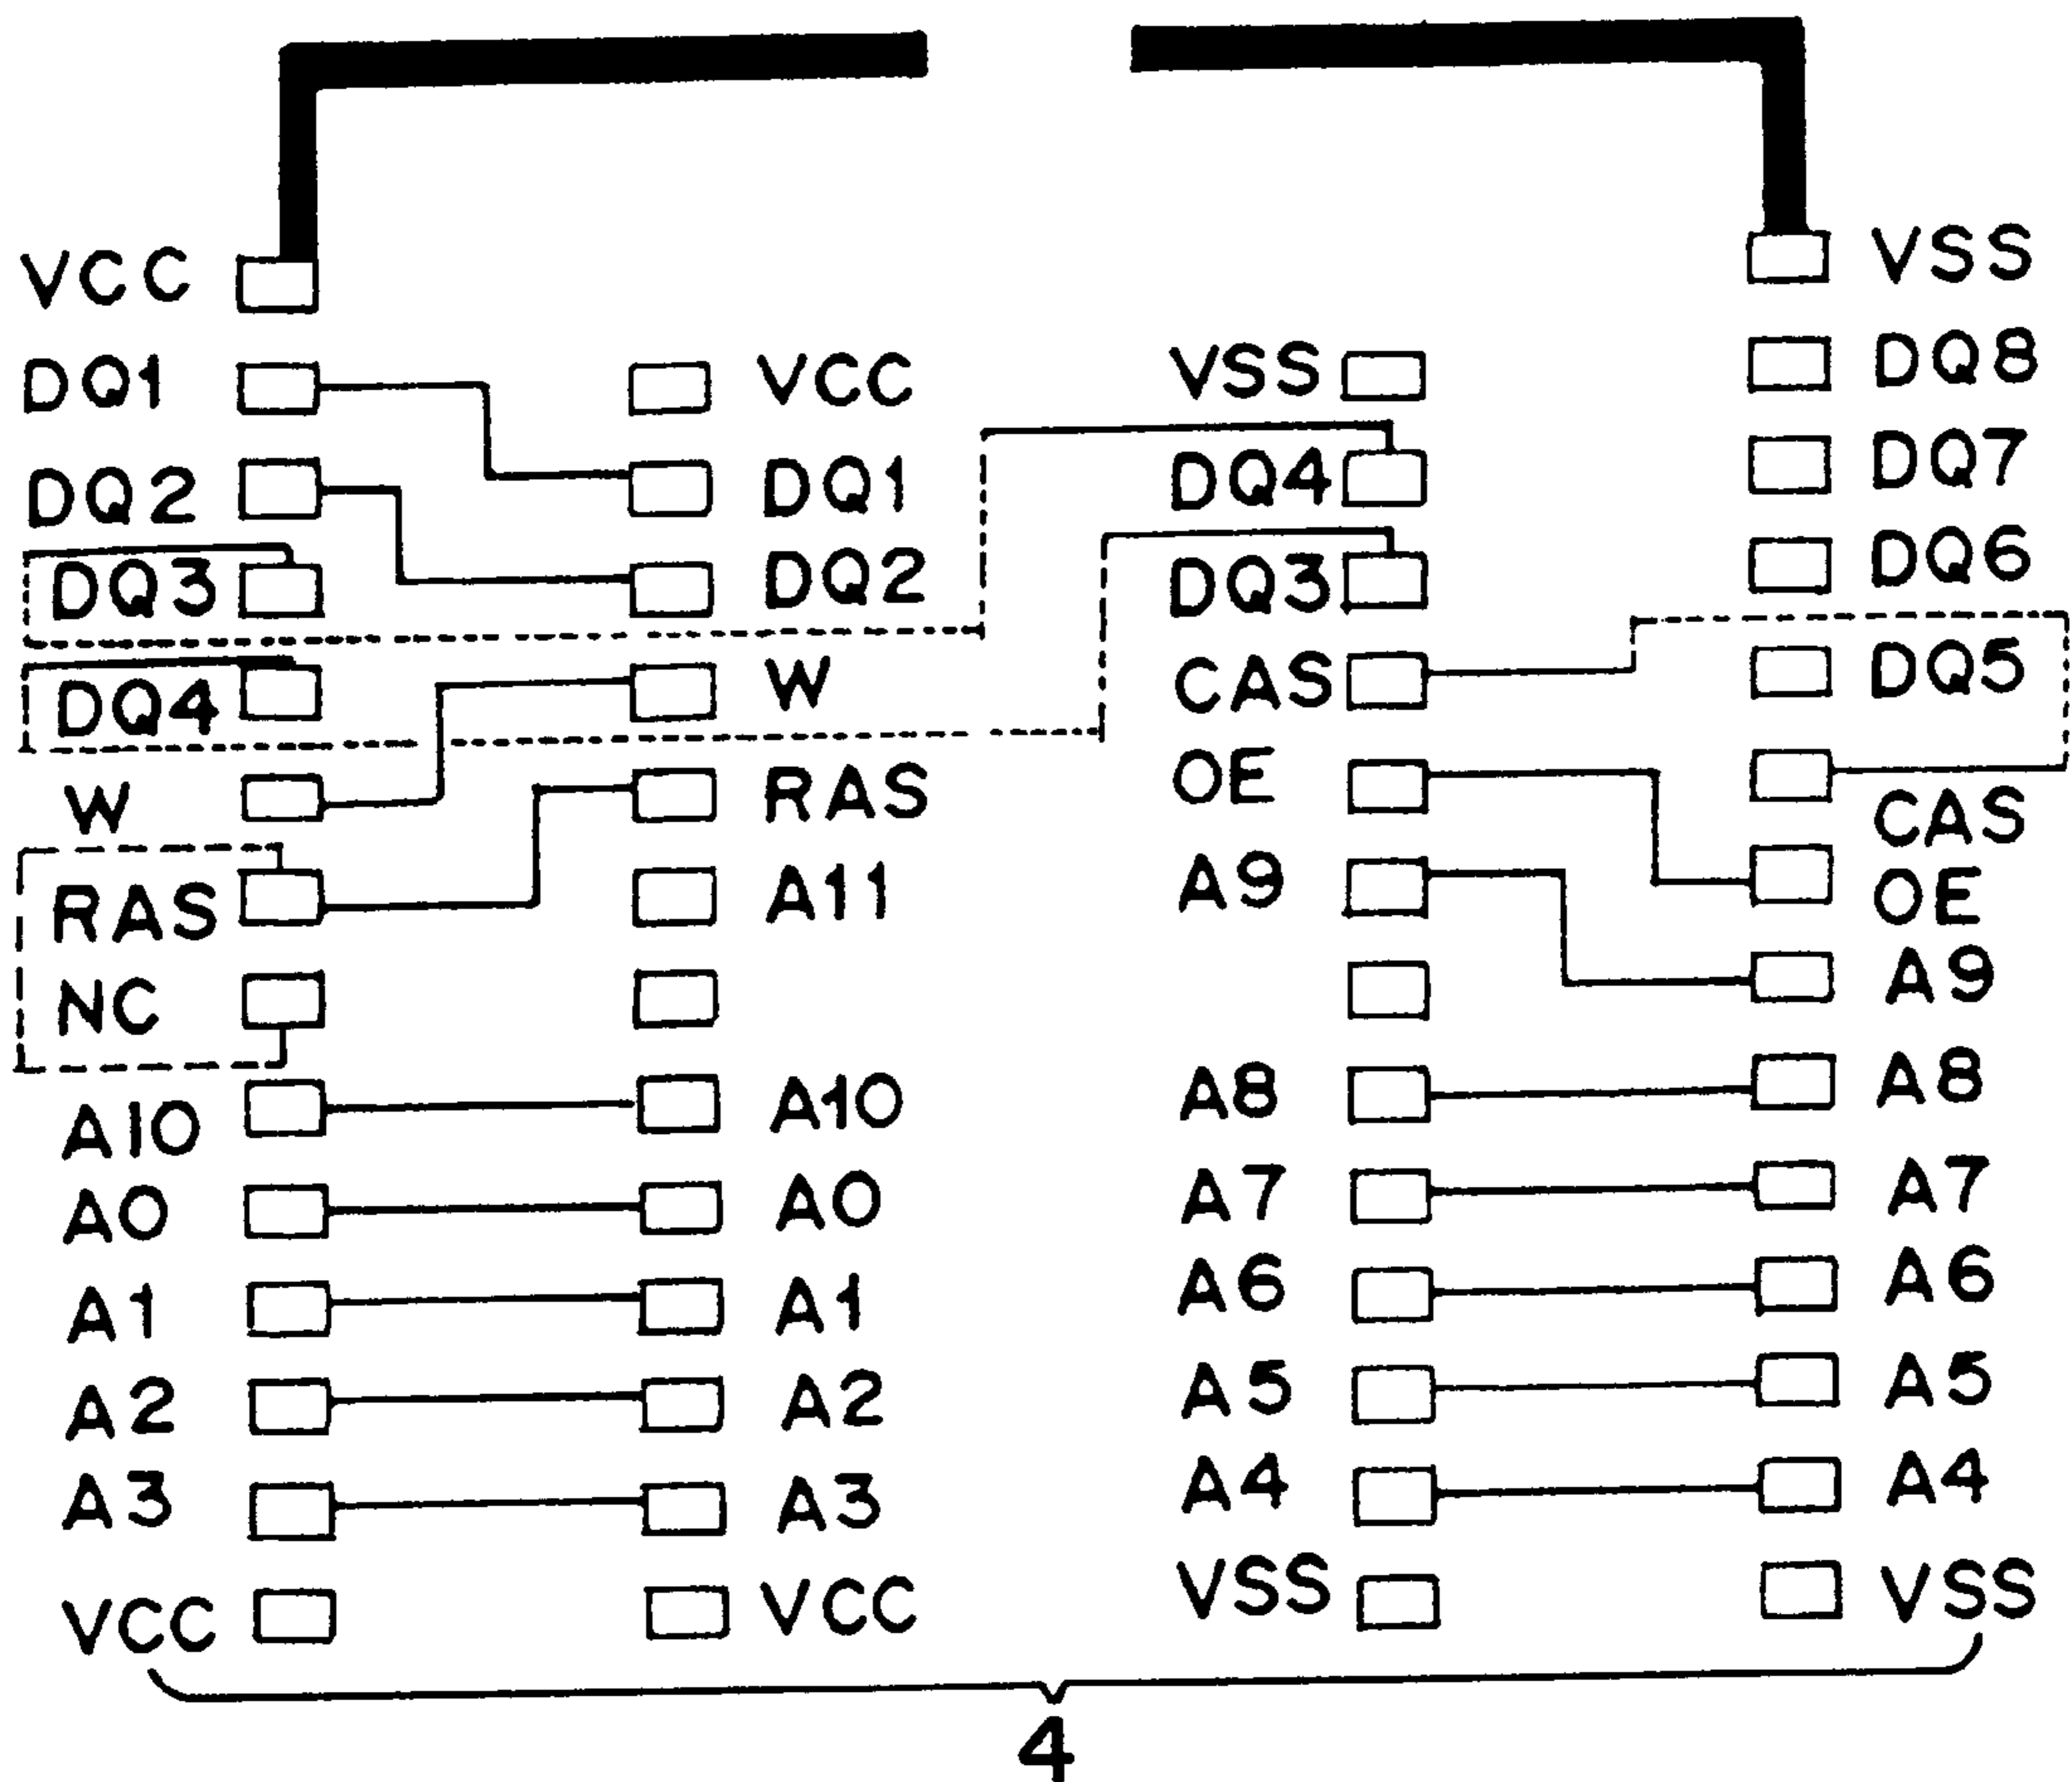 VCC VSS
DQ1 VCC VSS DQ8
DQ2 DQ1 DQ4 DQ7
DQ3 DQ2 DQ3 DQ6
DQ4 W CAS DQ5
W RAS OE CAS
RAS A11 A9 OE
NC A9
A10 A10 A8 A8
A0 A0 A7 A7
A1 A1 A6 A6
A2 A2 A5 A5
A3 A3 A4 A4
VCC VCC VSS VSS
4